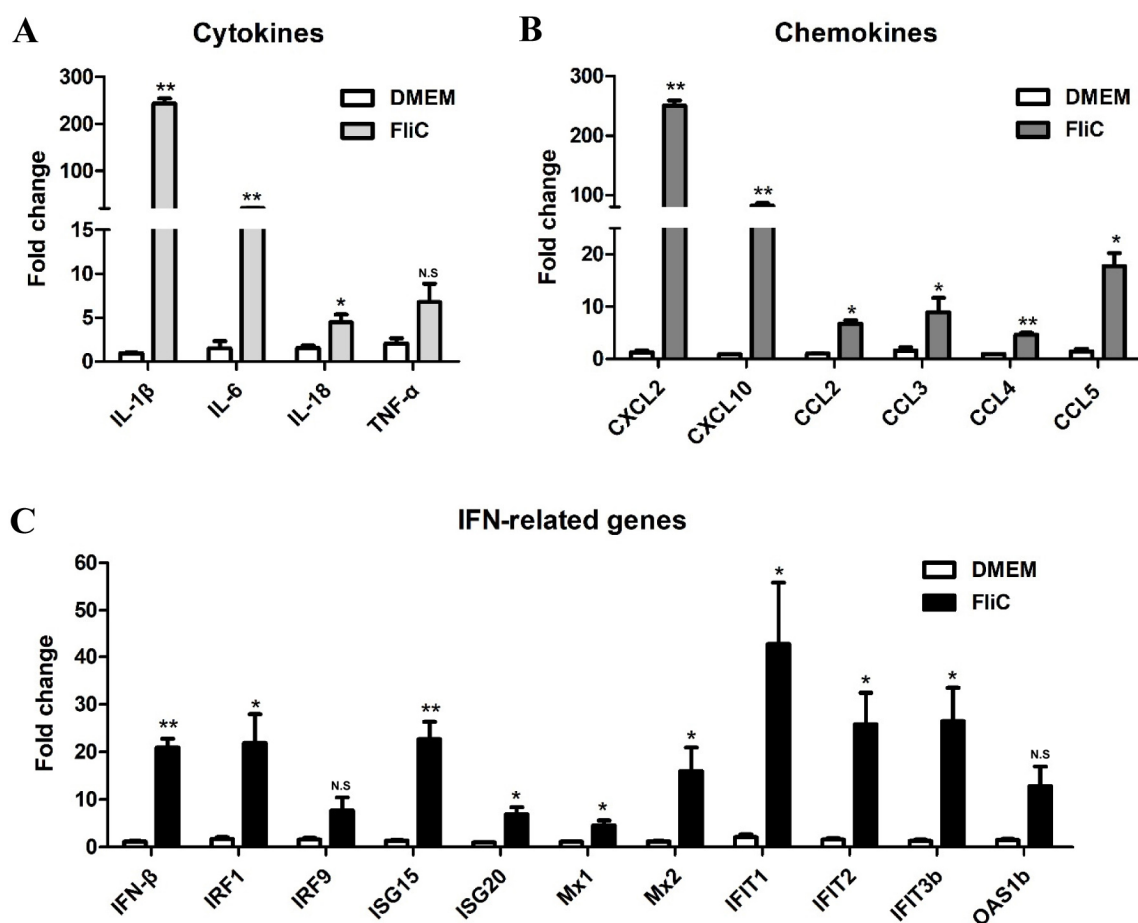 A
Cytokines
300
200
100
15
10
5
0
Fold change
DMEM
FliC
**
**
*
N.S
IL-1β
IL-6
IL-18
TNF-α
B
Chemokines
300
200
100
20
10
0
Fold change
DMEM
FliC
**
**
*
*
**
*
CXCL2
CXCL10
CCL2
CCL3
CCL4
CCL5
C
IFN-related genes
60
50
40
30
20
10
0
Fold change
DMEM
FliC
**
*
N.S
**
*
*
*
*
*
*
N.S
IFN-β
IRF1
IRF9
ISG15
ISG20
Mx1
Mx2
IFIT1
IFIT2
IFIT3b
OAS1b